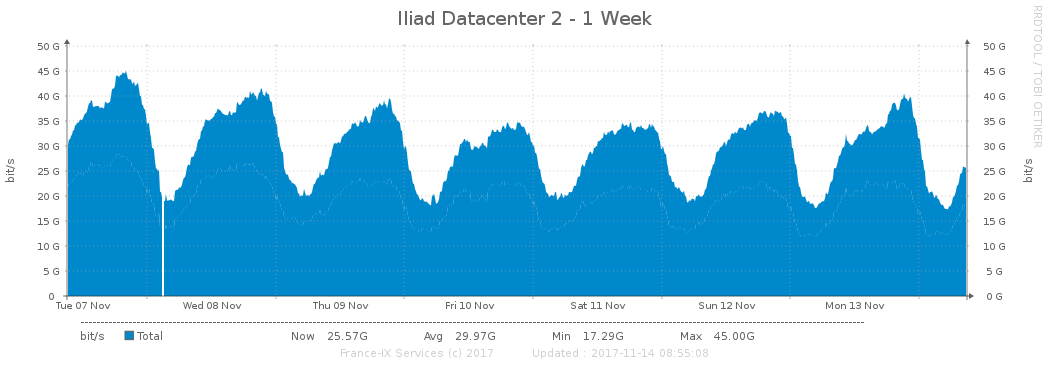 Iliad Datacenter 2 - 1 Week
RRDTOOL / TOBI OETIKER
50 G 50 G
45 G 45 G
40 G 40 G
35 G 35 G
30 G 30 G
25 G 25 G
20 G 20 G
15 G 15 G
10 G 10 G
5 G 5 G
0 0 G
bit/s
bit/s
Tue 07 Nov Wed 08 Nov Thu 09 Nov Fri 10 Nov Sat 11 Nov Sun 12 Nov Mon 13 Nov
bit/s Total Now 25.57G Avg 29.97G Min 17.29G Max 45.00G
France-IX Services (c) 2017 Updated : 2017-11-14 08:55:08